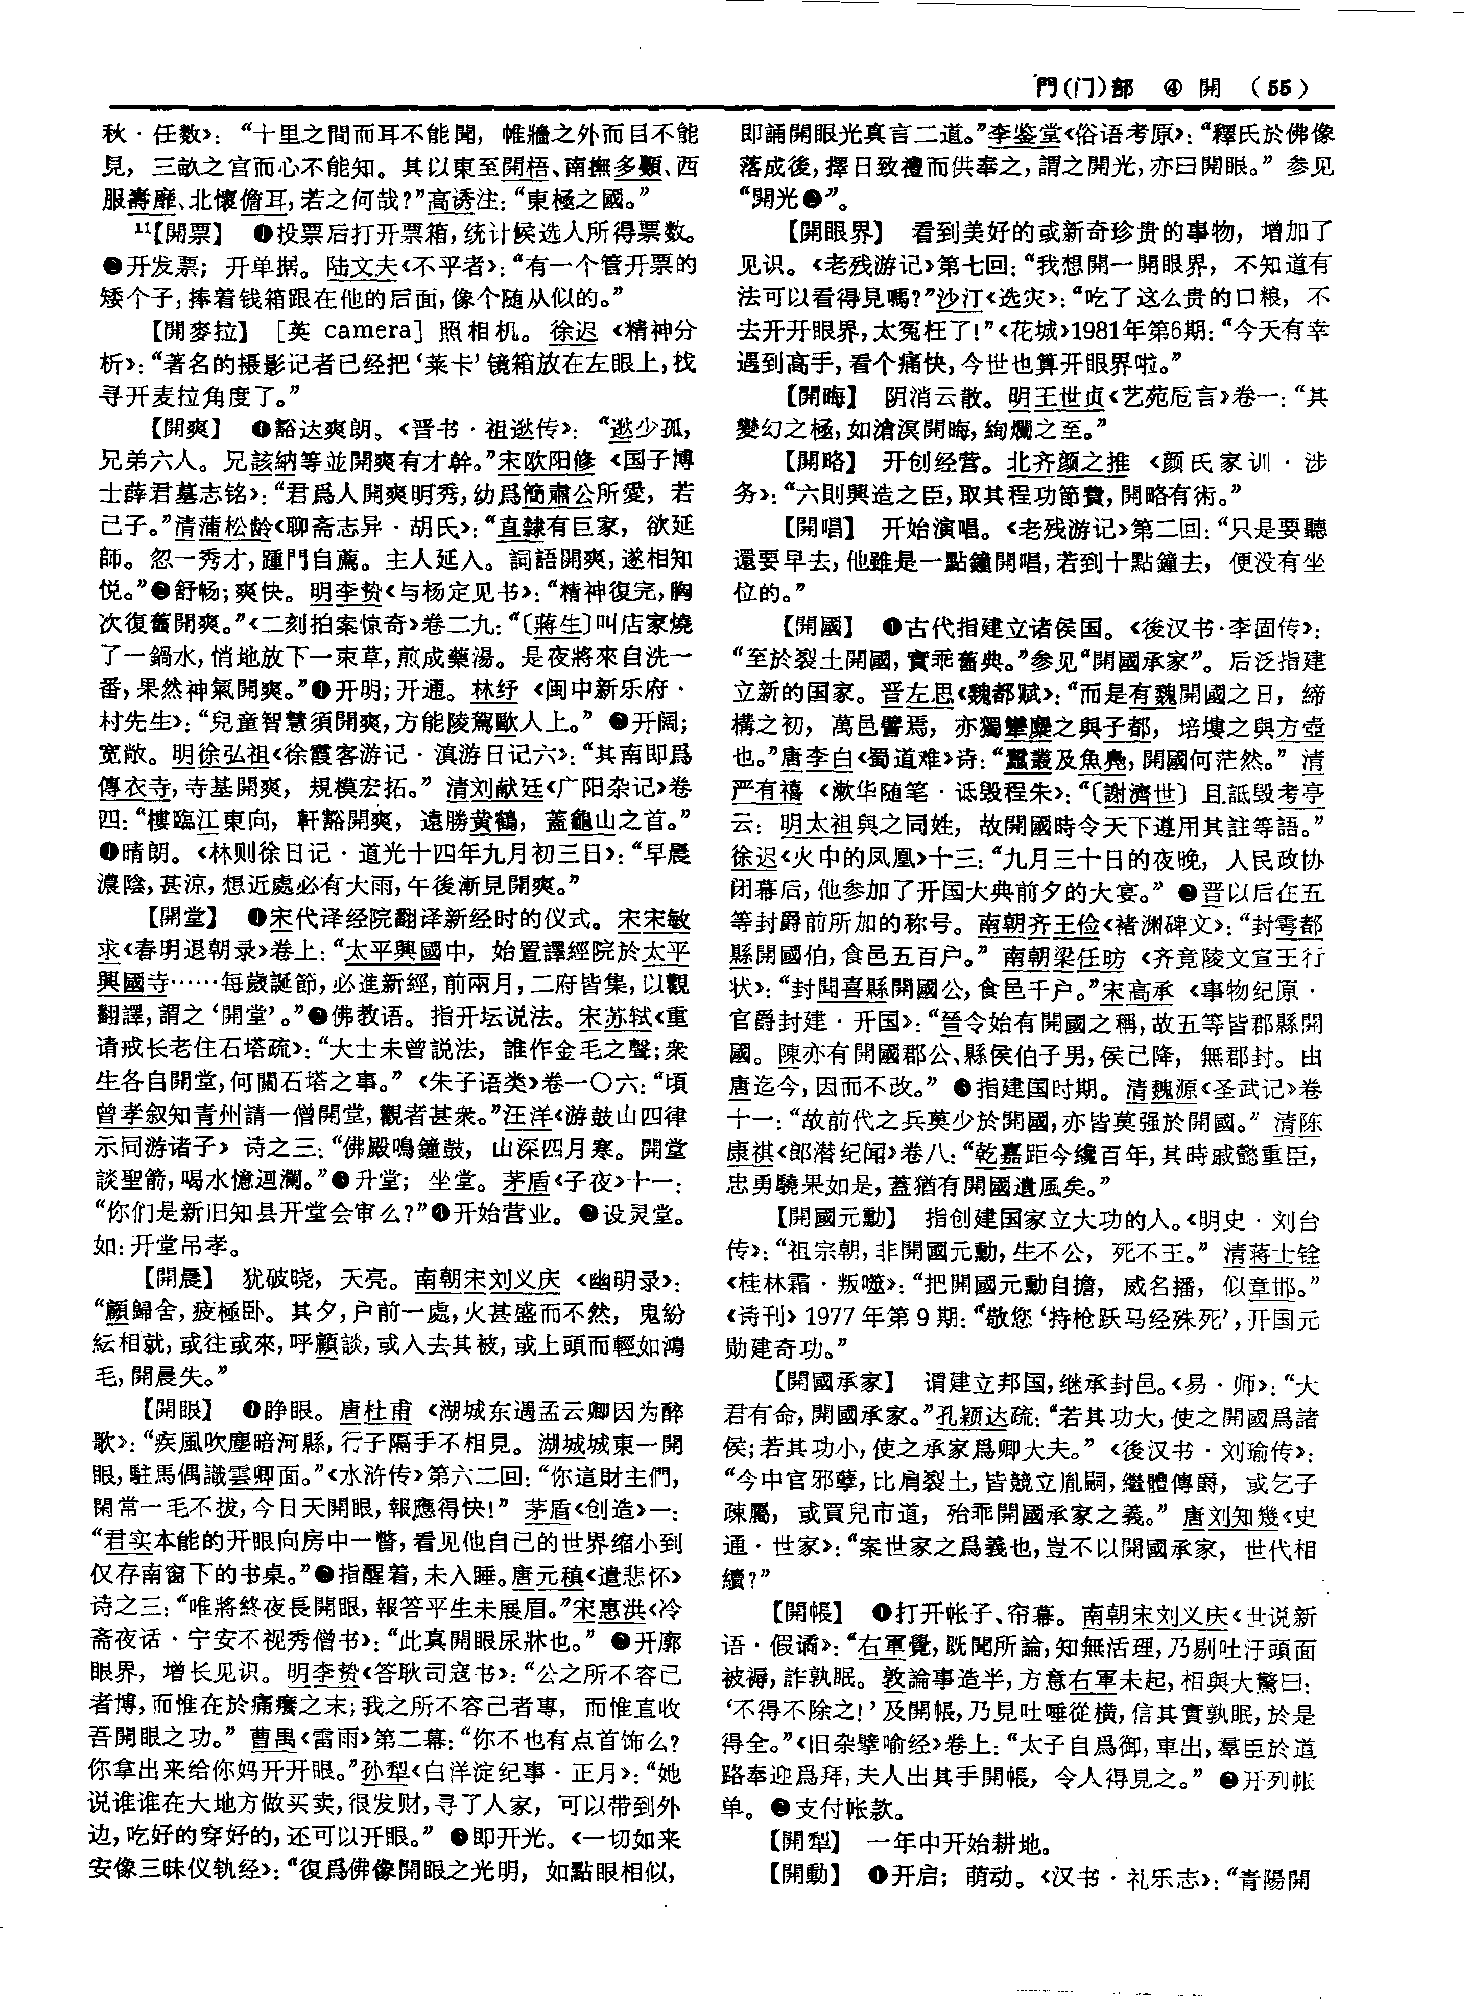 門(门)部 ④ 開 (55)
秋·任数》：“十里之間而耳不能聞，帷牆之外而目不能
見，三畝之宫而心不能知。其以東至開梧、南撫多顆、西
服壽靡、北懷儋耳，若之何哉？”高诱注：“東極之國。”
11【開票】 ❶投票后打开票箱，统计候选人所得票数。
❷开发票；开单据。陆文夫《不平者》：“有一个管开票的
矮个子，捧着钱箱跟在他的后面，像个随从似的。”
【開麥拉】 [英 camera] 照相机。徐迟《精神分
析》：“著名的摄影记者已经把‘莱卡’镜箱放在左眼上，找
寻开麦拉角度了。”
【開爽】 ❶豁达爽朗。《晋书·祖逖传》：“逖少孤，
兄弟六人。兄該納等並開爽有才幹。”宋欧阳修《国子博
士薛君墓志铭》：“君爲人開爽明秀，幼爲簡肅公所愛，若
己子。”清蒲松龄《聊斋志异·胡氏》：“直隸有巨家，欲延
師。忽一秀才，踵門自薦。主人延入。詞語開爽，遂相知
悦。”❷舒畅；爽快。明李贽《与杨定见书》：“精神復完，胸
次復舊開爽。”《二刻拍案惊奇》卷二九：“〔蔣生〕叫店家燒
了一鍋水，悄地放下一束草，煎成藥湯。是夜將來自洗一
番，果然神氣開爽。”❸开明；开通。林纾《闽中新乐府·
村先生》：“兒童智慧須開爽，方能陵駕歐人上。” ❹开阔；
宽敞。明徐弘祖《徐霞客游记·滇游日记六》：“其南即爲
傳衣寺，寺基開爽，規模宏拓。” 清刘献廷《广阳杂记》卷
四：“樓臨江東向，軒豁開爽，遠勝黄鶴，蓋龜山之首。”
❺晴朗。《林则徐日记·道光十四年九月初三日》：“早晨
濃陰，甚涼，想近處必有大雨，午後漸見開爽。”
【開堂】 ❶宋代译经院翻译新经时的仪式。宋宋敏
求《春明退朝录》卷上：“太平興國中，始置譯經院於太平
興國寺……每歲誕節，必進新經，前兩月，二府皆集，以觀
翻譯，謂之‘開堂’。”❷佛教语。指开坛说法。宋苏轼《重
请戒长老住石塔疏》：“大士未曾説法，誰作金毛之聲；衆
生各自開堂，何關石塔之事。”《朱子语类》卷一〇六：“頃
曾孝叙知青州請一僧開堂，觀者甚衆。”汪洋《游鼓山四律
示同游诸子》 诗之三：“佛殿鳴鐘鼓，山深四月寒。開堂
談聖箭，喝水憶迴瀾。”❸升堂；坐堂。茅盾《子夜》十一：
“你们是新旧知县开堂会审么？”❹开始营业。 ❺设灵堂。
如：开堂吊孝。
【開晨】 犹破晓，天亮。南朝宋刘义庆《幽明录》：
“顧歸舍，疲極卧。其夕，户前一處，火甚盛而不然，鬼紛
紜相就，或往或來，呼顧談，或入去其被，或上頭而輕如鴻
毛，開晨失。”
【開眼】 ❶睁眼。唐杜甫《湖城东遇孟云卿因为醉
歌》：“疾風吹塵暗河縣，行子隔手不相見。湖城城東一開
眼，駐馬偶識雲卿面。”《水浒传》第六二回：“你這財主們，
閑常一毛不拔，今日天開眼，報應得快！” 茅盾《创造》一：
“君实本能的开眼向房中一瞥，看见他自己的世界缩小到
仅存南窗下的书桌。”❷指醒着，未入睡。唐元稹《遣悲怀》
诗之三：“唯將終夜長開眼，報答平生未展眉。”宋惠洪《冷
斋夜话·宁安不视秀僧书》：“此真開眼尿牀也。” ❸开廓
眼界，增长见识。明李贽《答耿司寇书》：“公之所不容已
者博，而惟在於痛癢之末；我之所不容已者專，而惟直收
吾開眼之功。” 曹禺《雷雨》第二幕：“你不也有点首饰么？
你拿出来给你妈开开眼。”孙犁《白洋淀纪事·正月》：“她
说谁谁在大地方做买卖，很发财，寻了人家，可以带到外
边，吃好的穿好的，还可以开眼。” ❹即开光。《一切如来
安像三昧仪轨经》：“復爲佛像開眼之光明，如點眼相似，
即誦開眼光真言二道。”李鉴堂《俗语考原》：“釋氏於佛像
落成後，擇日致禮而供奉之，謂之開光，亦曰開眼。” 参见
“開光❷”。
【開眼界】 看到美好的或新奇珍贵的事物，增加了
见识。《老残游记》第七回：“我想開一開眼界，不知道有
法可以看得見嗎？”沙汀《选灾》：“吃了这么贵的口粮，不
去开开眼界，太冤枉了！”《花城》1981年第6期：“今天有幸
遇到高手，看个痛快，今世也算开眼界啦。”
【開晦】 阴消云散。明王世贞《艺苑卮言》卷一：“其
變幻之極，如滄溟開晦，絢爛之至。”
【開略】 开创经营。北齐颜之推《颜氏家训·涉
务》：“六則興造之臣，取其程功節費，開略有術。”
【開唱】 开始演唱。《老残游记》第二回：“只是要聽
還要早去，他雖是一點鐘開唱，若到十點鐘去，便没有坐
位的。”
【開國】 ❶古代指建立诸侯国。《後汉书·李固传》：
“至於裂土開國，實乖舊典。”参见“開國承家”。后泛指建
立新的国家。晋左思《魏都赋》：“而是有魏開國之日，締
構之初，萬邑譬焉，亦獨犨麋之與子都，培塿之與方壺
也。”唐李白《蜀道难》诗：“蠶叢及魚鳧，開國何茫然。” 清
严有禧《漱华随笔·诋毁程朱》：“〔謝濟世〕且詆毁考亭
云：明太祖與之同姓，故開國時令天下遵用其註等語。”
徐迟《火中的凤凰》十三：“九月三十日的夜晚，人民政协
闭幕后，他参加了开国大典前夕的大宴。” ❷晋以后在五
等封爵前所加的称号。南朝齐王俭《褚渊碑文》：“封雩都
縣開國伯，食邑五百户。” 南朝梁任昉《齐竟陵文宣王行
状》：“封聞喜縣開國公，食邑千户。”宋高承《事物纪原·
官爵封建·开国》：“晉令始有開國之稱，故五等皆郡縣開
國。陳亦有開國郡公、縣侯伯子男，侯已降，無郡封。由
唐迄今，因而不改。” ❸指建国时期。清魏源《圣武记》卷
十一：“故前代之兵莫少於開國，亦皆莫强於開國。” 清陈
康祺《郎潜纪闻》卷八：“乾嘉距今纔百年，其時戚懿重臣，
忠勇驍果如是，蓋猶有開國遺風矣。”
【開國元勳】 指创建国家立大功的人。《明史·刘台
传》：“祖宗朝，非開國元勳，生不公，死不王。” 清蒋士铨
《桂林霜·叛噬》：“把開國元勳自擔，威名播，似章邯。”
《诗刊》1977年第9期：“敬您‘持枪跃马经殊死’，开国元
勋建奇功。”
【開國承家】 谓建立邦国，继承封邑。《易·师》：“大
君有命，開國承家。”孔颖达疏：“若其功大，使之開國爲諸
侯；若其功小，使之承家爲卿大夫。”《後汉书·刘瑜传》：
“今中官邪孽，比肩裂土，皆競立胤嗣，繼體傳爵，或乞子
疎屬，或買兒市道，殆乖開國承家之義。” 唐刘知幾《史
通·世家》：“案世家之爲義也，豈不以開國承家，世代相
續？”
【開帳】 ❶打开帐子、帘幕。南朝宋刘义庆《世说新
语·假谲》：“右軍覺，既聞所論，知無活理，乃剔吐汙頭面
被褥，詐孰眠。敦論事造半，方意右軍未起，相與大驚曰：
‘不得不除之！’及開帳，乃見吐唾從横，信其實孰眠，於是
得全。”《旧杂譬喻经》卷上：“太子自爲御，車出，羣臣於道
路奉迎爲拜，夫人出其手開帳，令人得見之。” ❷开列帐
单。❸支付帐款。
【開犁】 一年中开始耕地。
【開動】 ❶开启；萌动。《汉书·礼乐志》：“青陽開